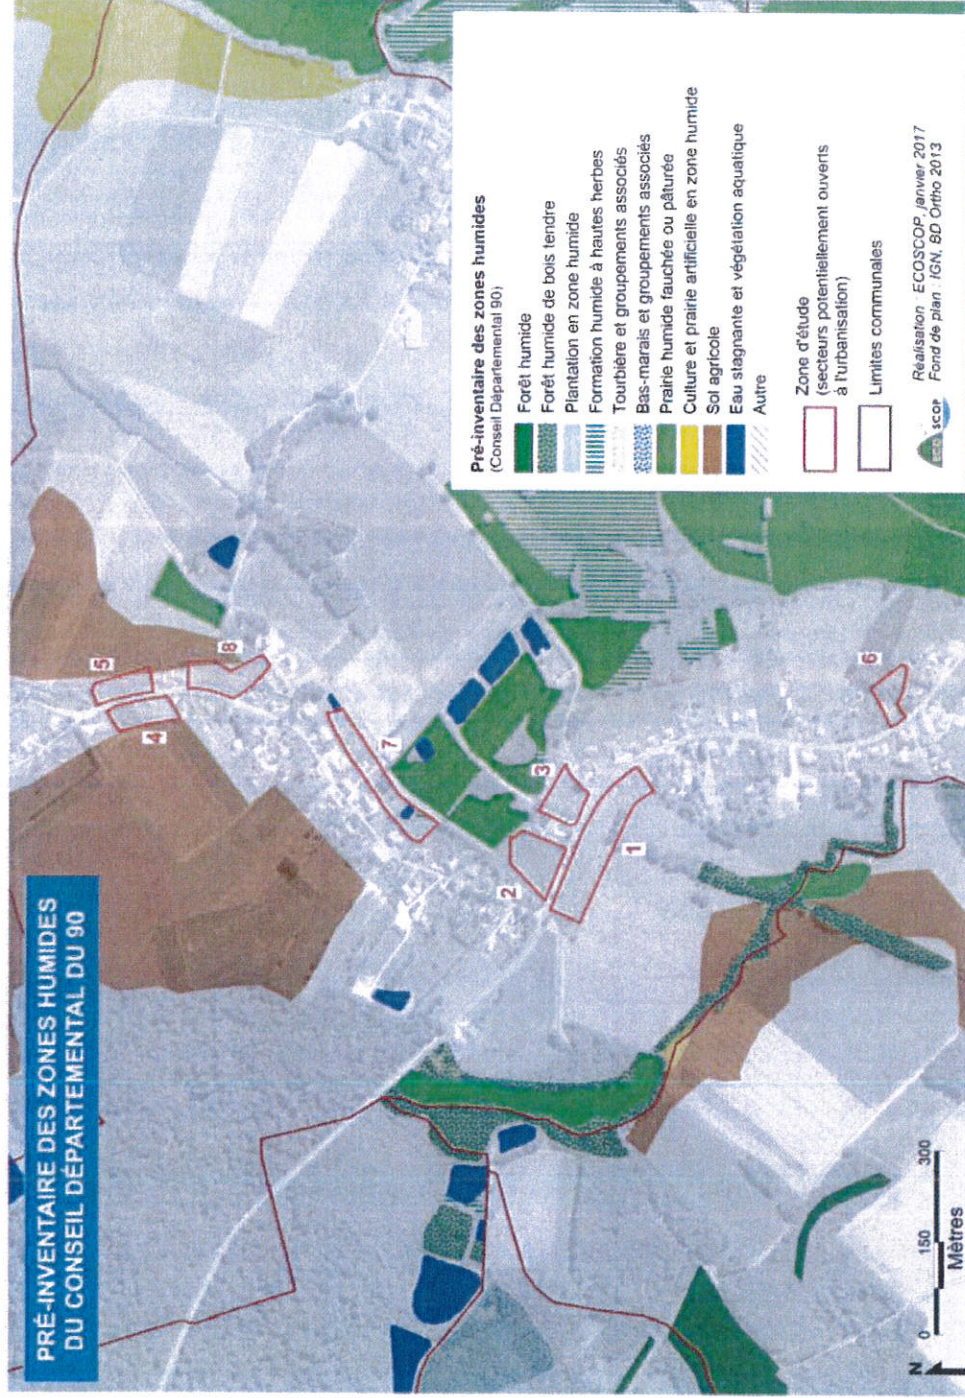 PRÉ-INVENTAIRE DES ZONES HUMIDES
DU CONSEIL DÉPARTEMENTAL DU 90
5
8
4
7
3
2
1
6
Pré-inventaire des zones humides
(Conseil Départemental 90)
Forêt humide
Forêt humide de bois tendre
Plantation en zone humide
Formation humide à hautes herbes
Tourbière et groupements associés
Bas-marais et groupements associés
Prairie humide fauchée ou pâturée
Culture et prairie artificielle en zone humide
Sol agricole
Eau stagnante et végétation aquatique
Autre
Zone d'étude
(secteurs potentiellement ouverts
à l'urbanisation)
Limites communales
Réalisation : ECOSCOP, janvier 2017
Fond de plan : IGN, BD Ortho 2013
ECO SCOP
N
0 150 300
Mètres